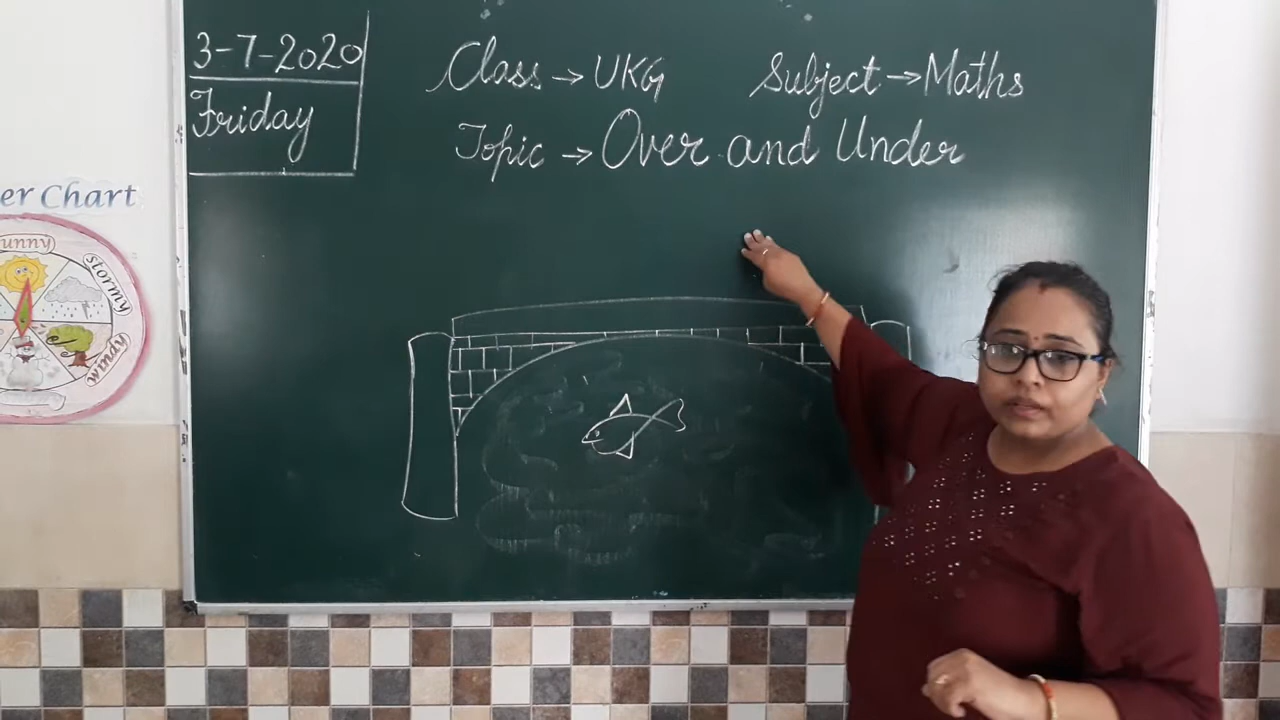 3-7-2020
Friday
Class → UKG Subject → Maths
Topic → Over and Under
er Chart
unny
stormy
windy